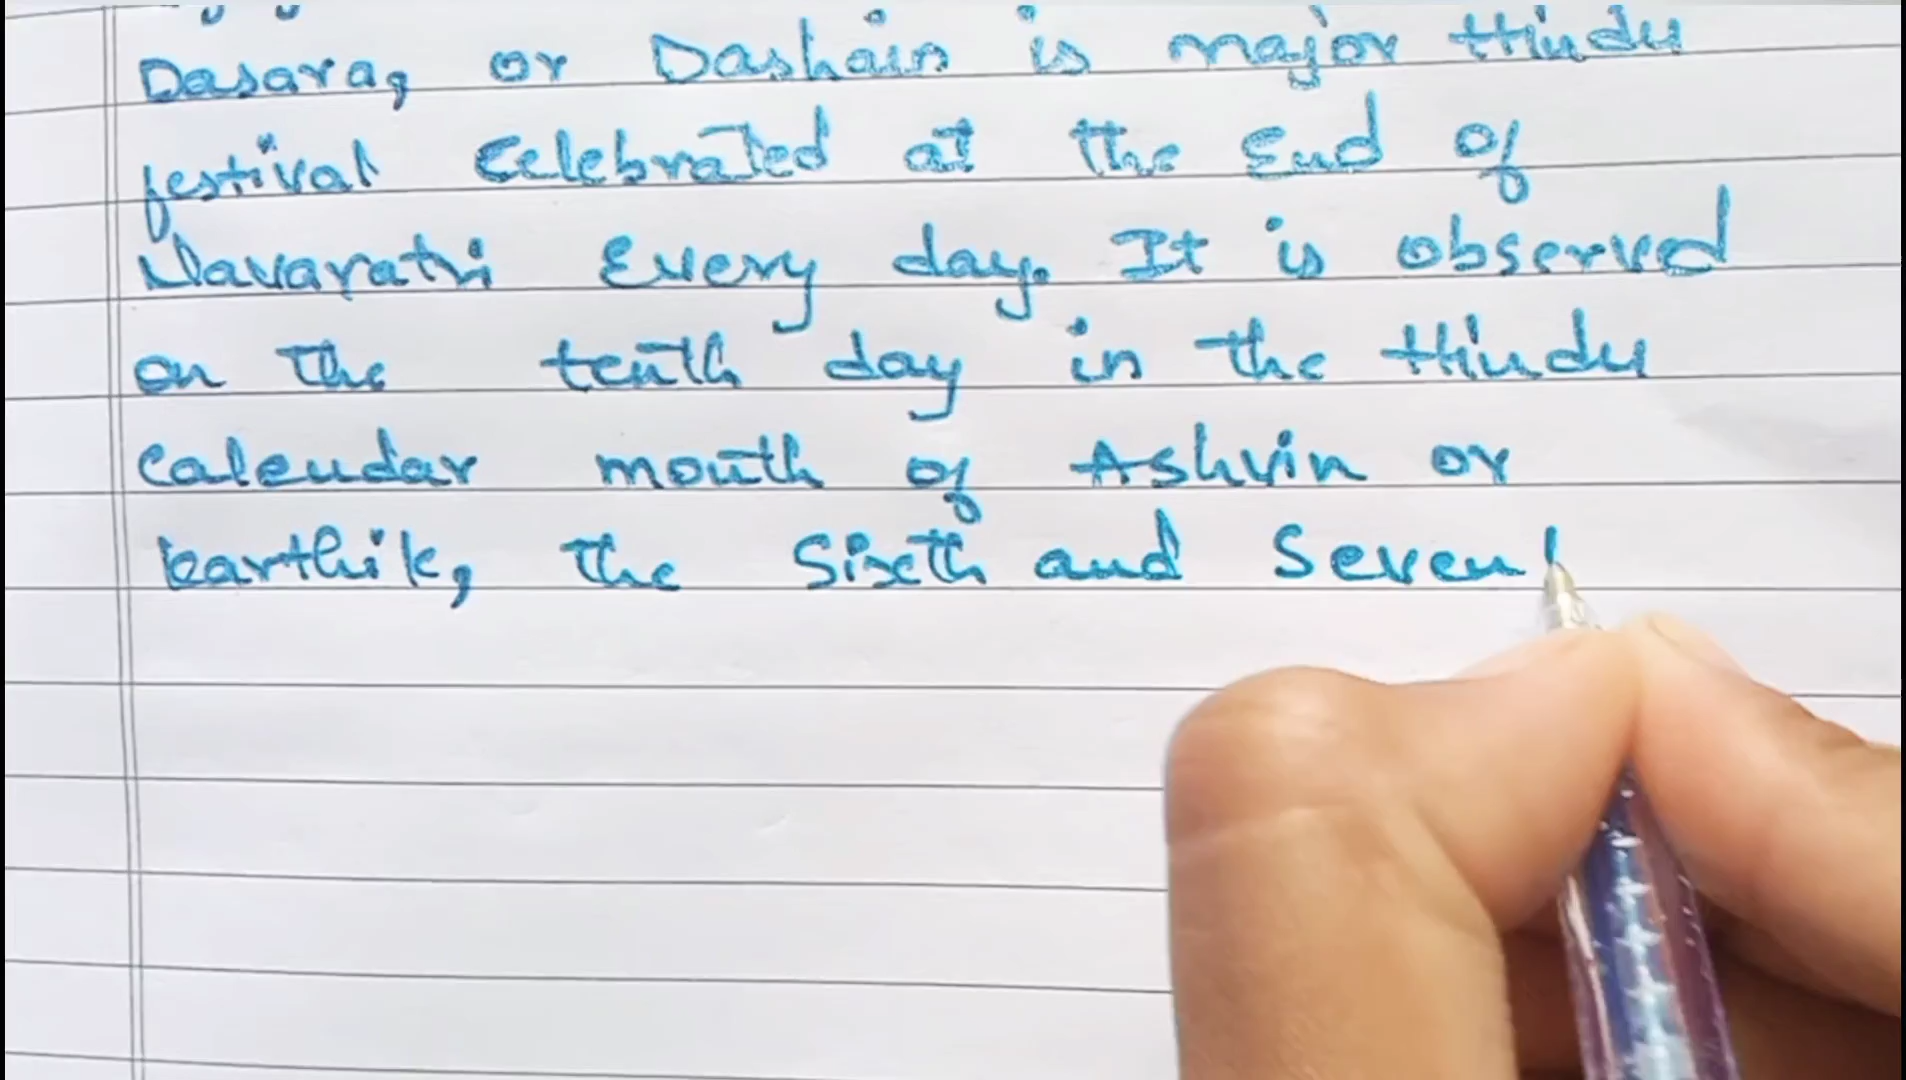 Dasara, or Dashain is major Hindu
festival Celebrated at the End of
Navaratri Every day. It is observed
on the tenth day in the Hindu
Calendar month of Ashvin or
karthik, the Sixth and Seven